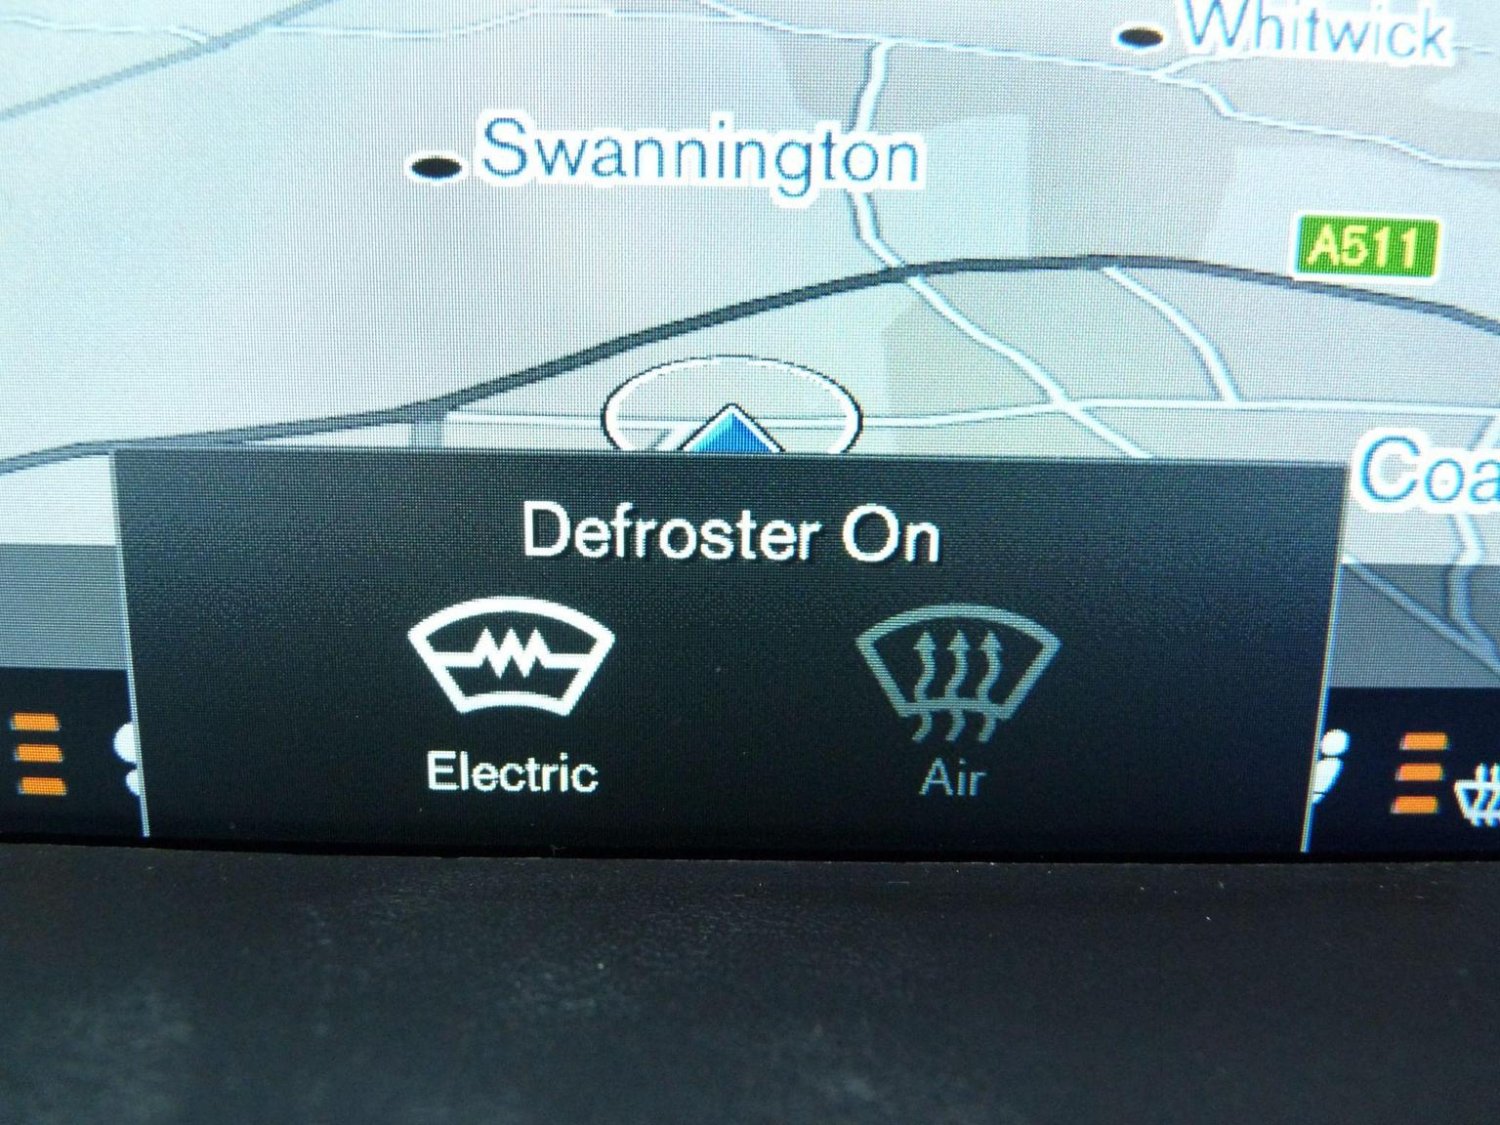 Whitwick
Swannington
A511
Coa
Defroster On
Electric
Air